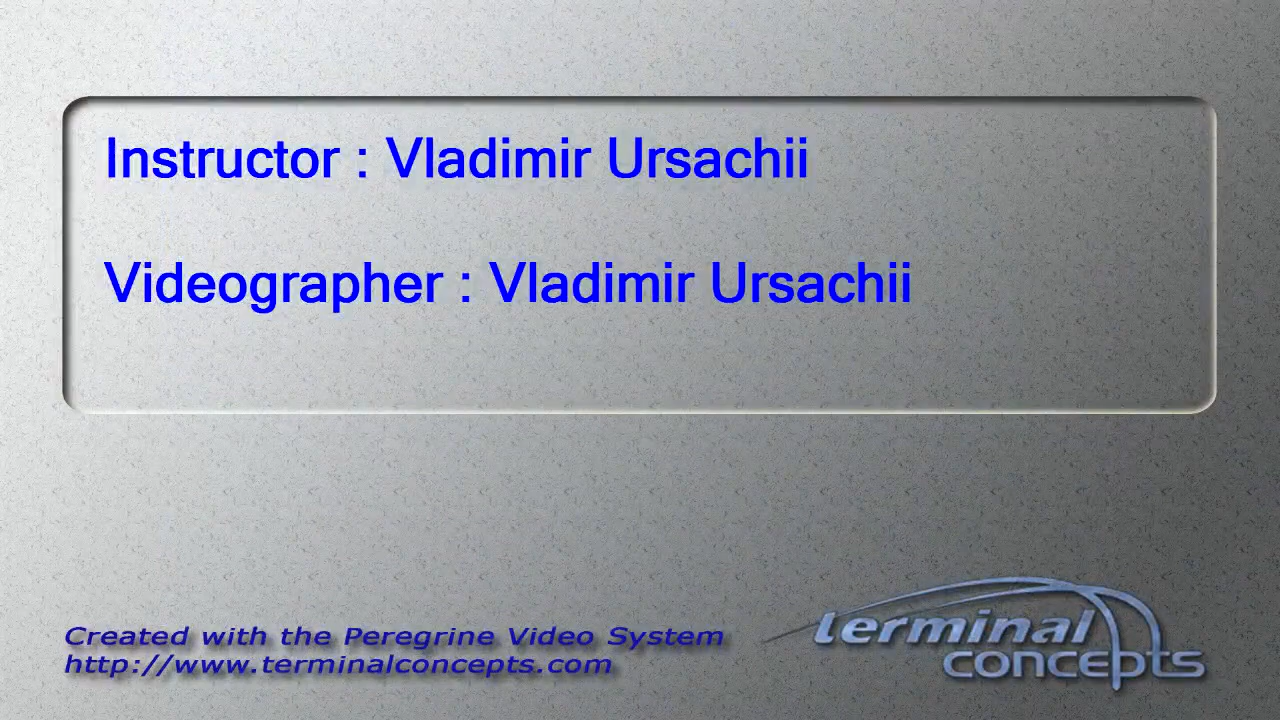 Instructor : Vladimir Ursachii
Videographer : Vladimir Ursachii
Created with the Peregrine Video System
http://www.terminalconcepts.com
terminal
concepts